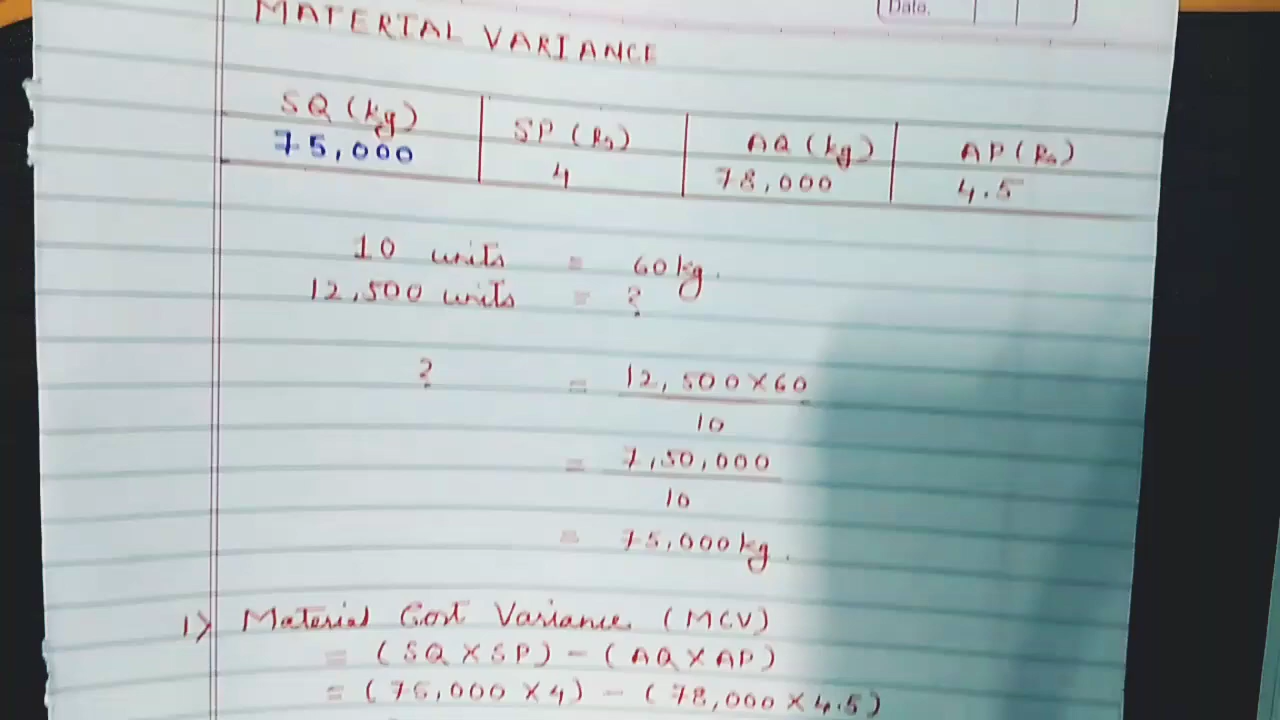 Date.
MATERIAL VARIANCE
SQ (kg) SP (Rs) AQ (kg) AP (Rs)
75,000 4 78,000 4.5
10 units = 60 kg.
12,500 units = ?
? = 12,500 x 60
10
= 7,50,000
10
= 75,000 kg.
1) Material Cost Variance (MCV)
= (SQ X SP) - (AQ X AP)
= (75,000 X 4) - (78,000 X 4.5)